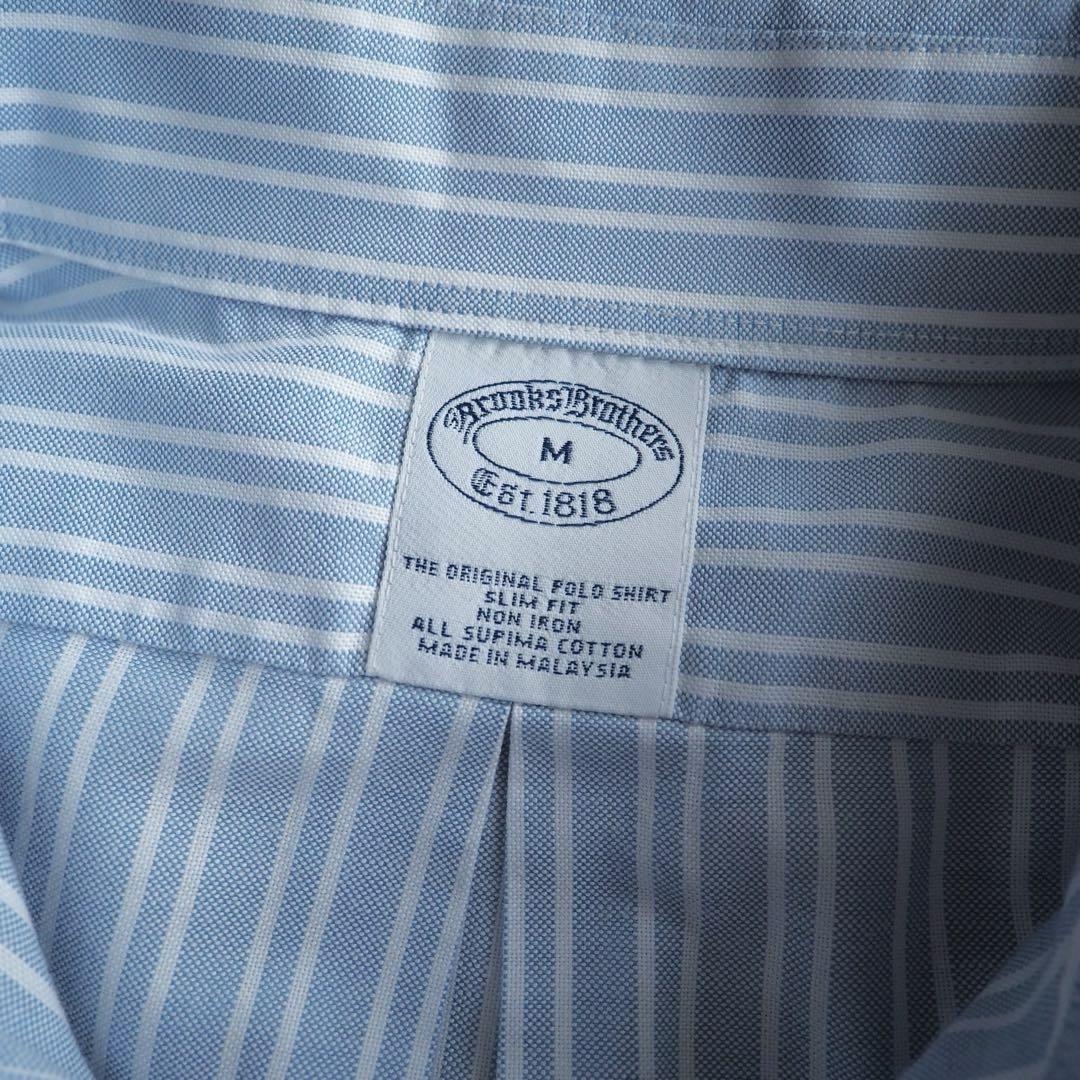 Brooks Brothers
M
Est. 1818
THE ORIGINAL POLO SHIRT
SLIM FIT
NON IRON
ALL SUPIMA COTTON
MADE IN MALAYSIA